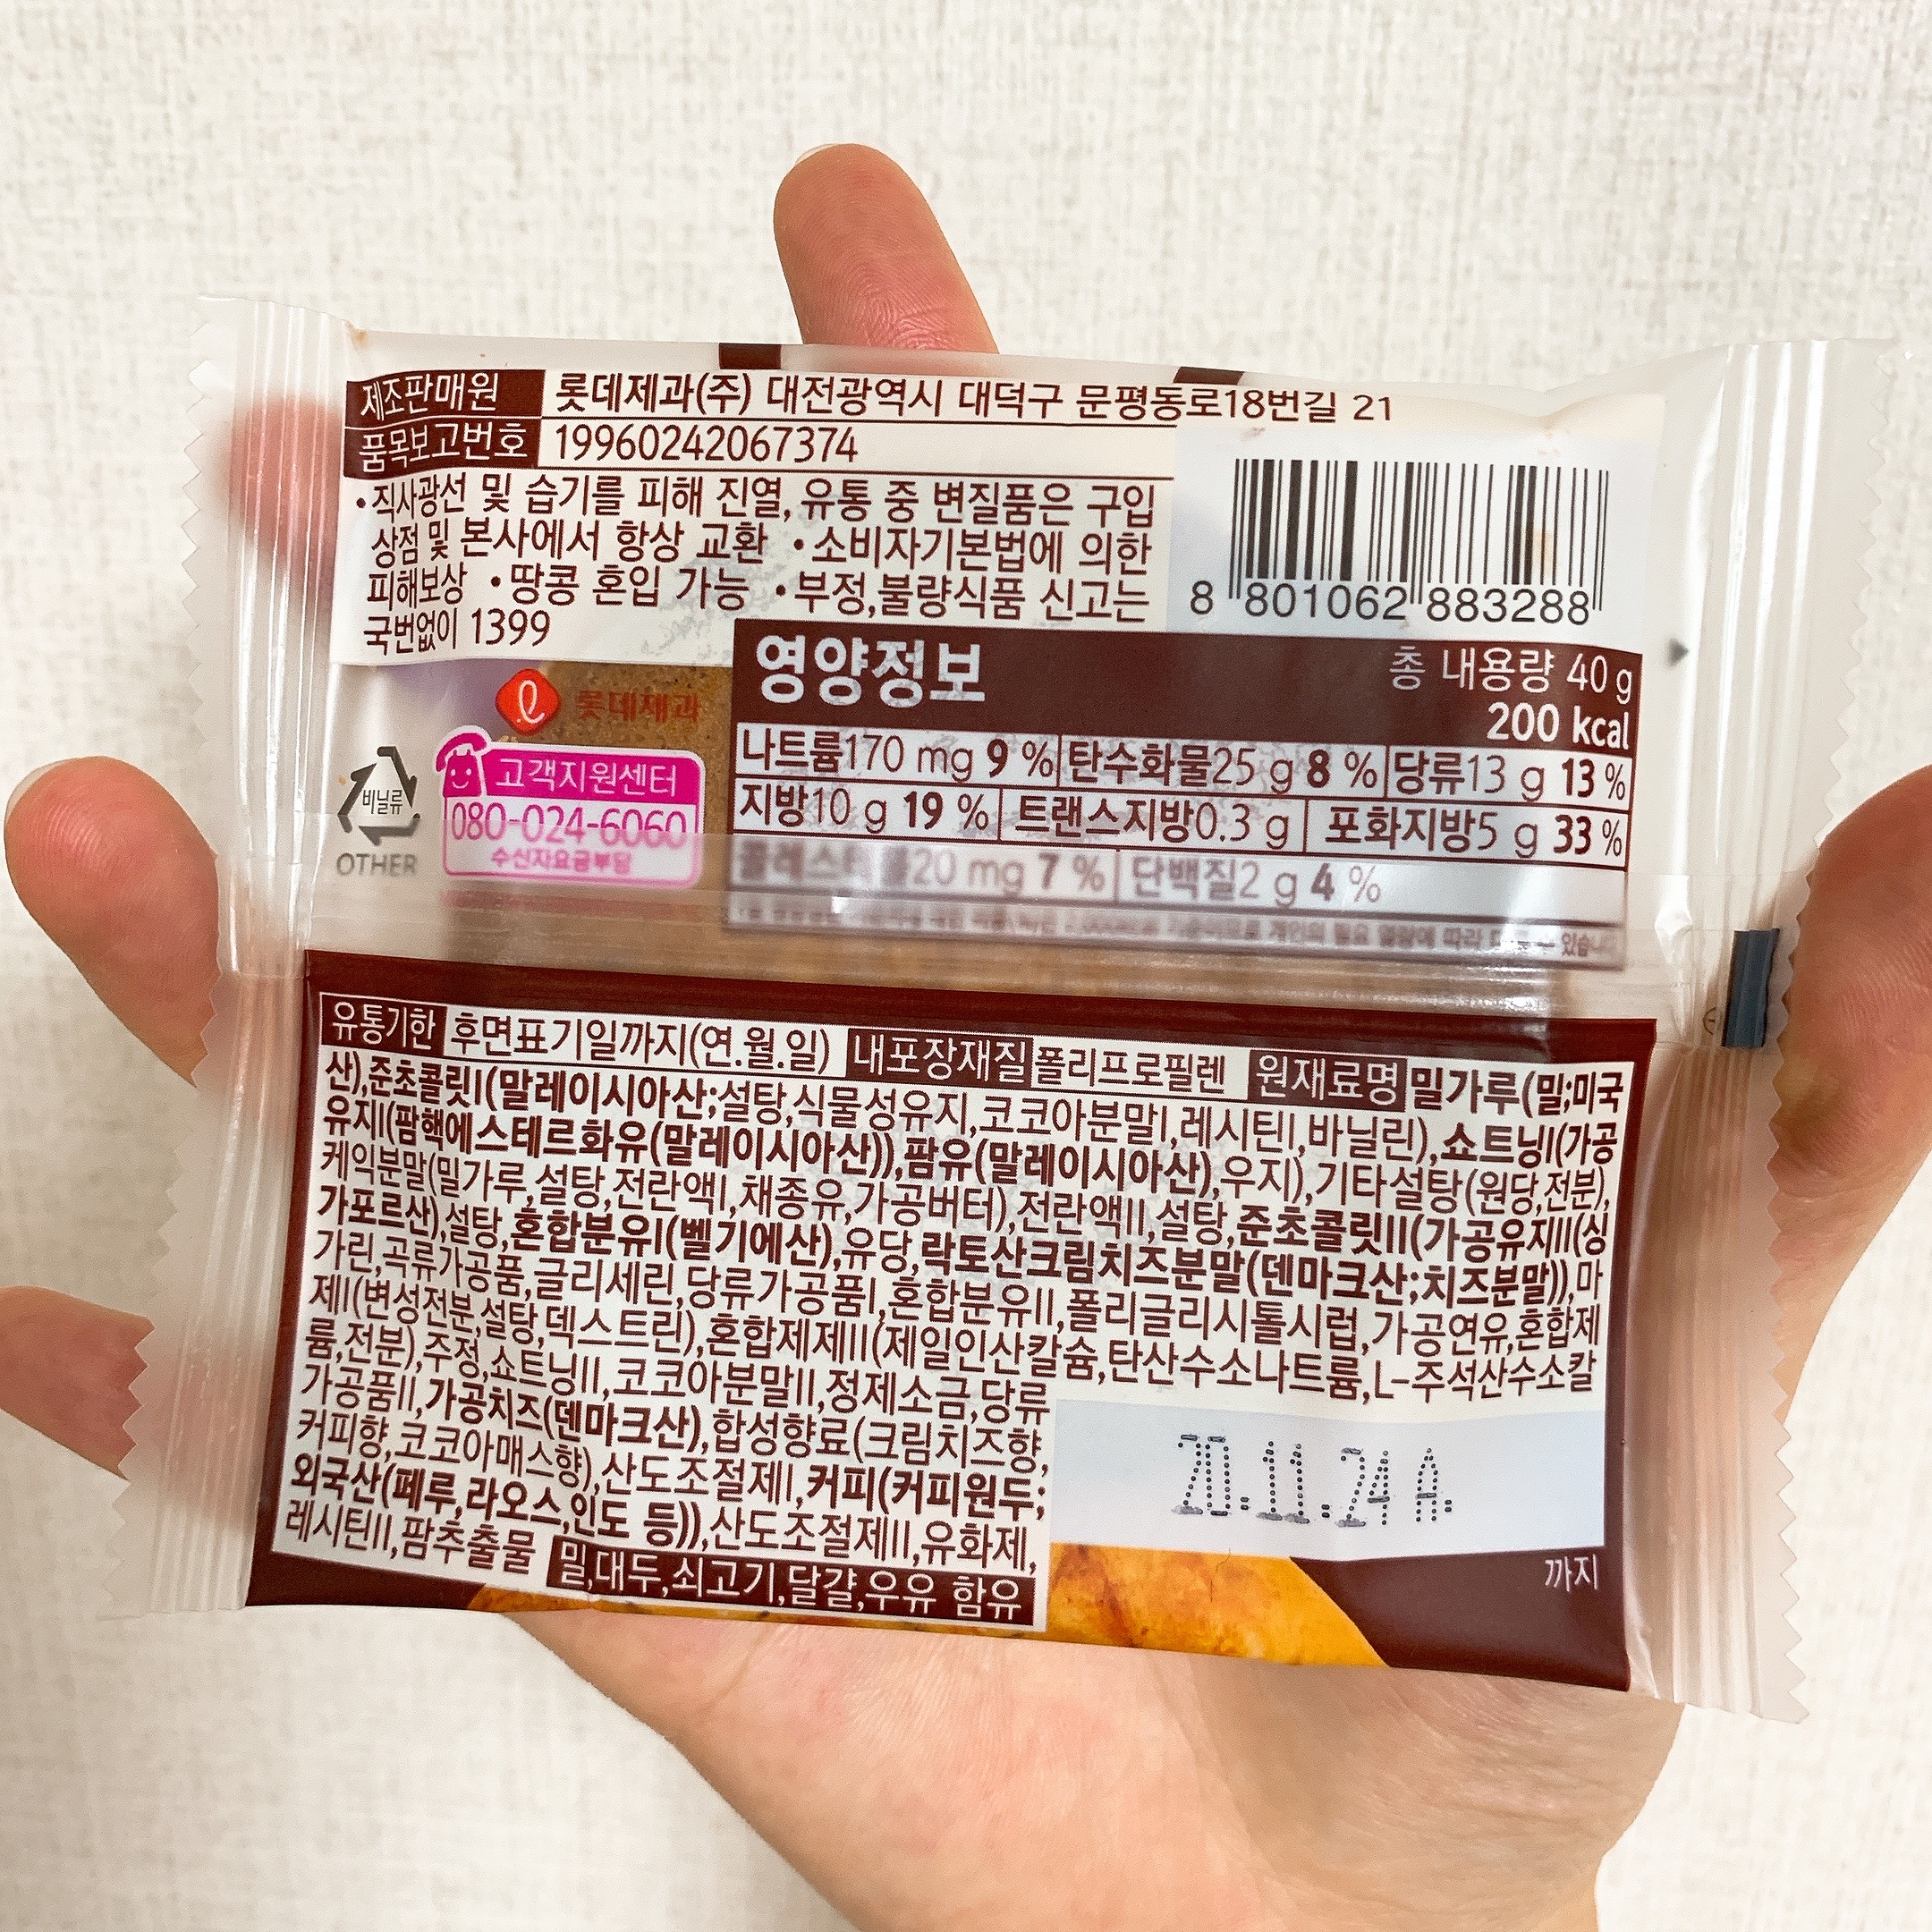 제조판매원 롯데제과(주) 대전광역시 대덕구 문평동로18번길 21
품목보고번호 19960242067374
•직사광선 및 습기를 피해 진열, 유통 중 변질품은 구입
상점 및 본사에서 항상 교환 •소비자기본법에 의한
피해보상 •땅콩 혼입 가능 •부정,불량식품 신고는
국번없이 1399
8 801062 883288
롯데제과
비닐류
OTHER
고객지원센터
080-024-6060
수신자요금부담
영양정보 총 내용량 40 g
200 kcal
나트륨170 mg 9 % 탄수화물25 g 8 % 당류13 g 13 %
지방10 g 19 % 트랜스지방0.3 g 포화지방5 g 33 %
20 mg 7 % 단백질2 g 4 %
개인의 필요 열량에 따라
유통기한 후면표기일까지(연.월.일) 내포장재질 폴리프로필렌 원재료명 밀가루(밀;미국
산),준초콜릿I(말레이시아산;설탕,식물성유지,코코아분말I,레시틴I,바닐린),쇼트닝I(가공
유지I(팜핵에스테르화유(말레이시아산)),팜유(말레이시아산),우지),기타설탕(원당,전분),
케익분말(밀가루,설탕,전란액I,채종유,가공버터),전란액II,설탕,준초콜릿II(가공유지II(싱
가포르산),설탕,혼합분유I(벨기에산),유당,락토산크림치즈분말(덴마크산;치즈분말)),마
가린,곡류가공품,글리세린,당류가공품I,혼합분유II,폴리글리시톨시럽,가공연유,혼합제
제I(변성전분,설탕,덱스트린),혼합제제II(제일인산칼슘,탄산수소나트륨,L-주석산수소칼
륨,전분),주정,쇼트닝II,코코아분말II,정제소금,당류
가공품II,가공치즈(덴마크산),합성향료(크림치즈향,
커피향,코코아매스향),산도조절제I,커피(커피원두;
외국산(페루,라오스,인도 등)),산도조절제II,유화제,
레시틴II,팜추출물 밀,대두,쇠고기,달걀,우유 함유
20.11.24 A.
까지